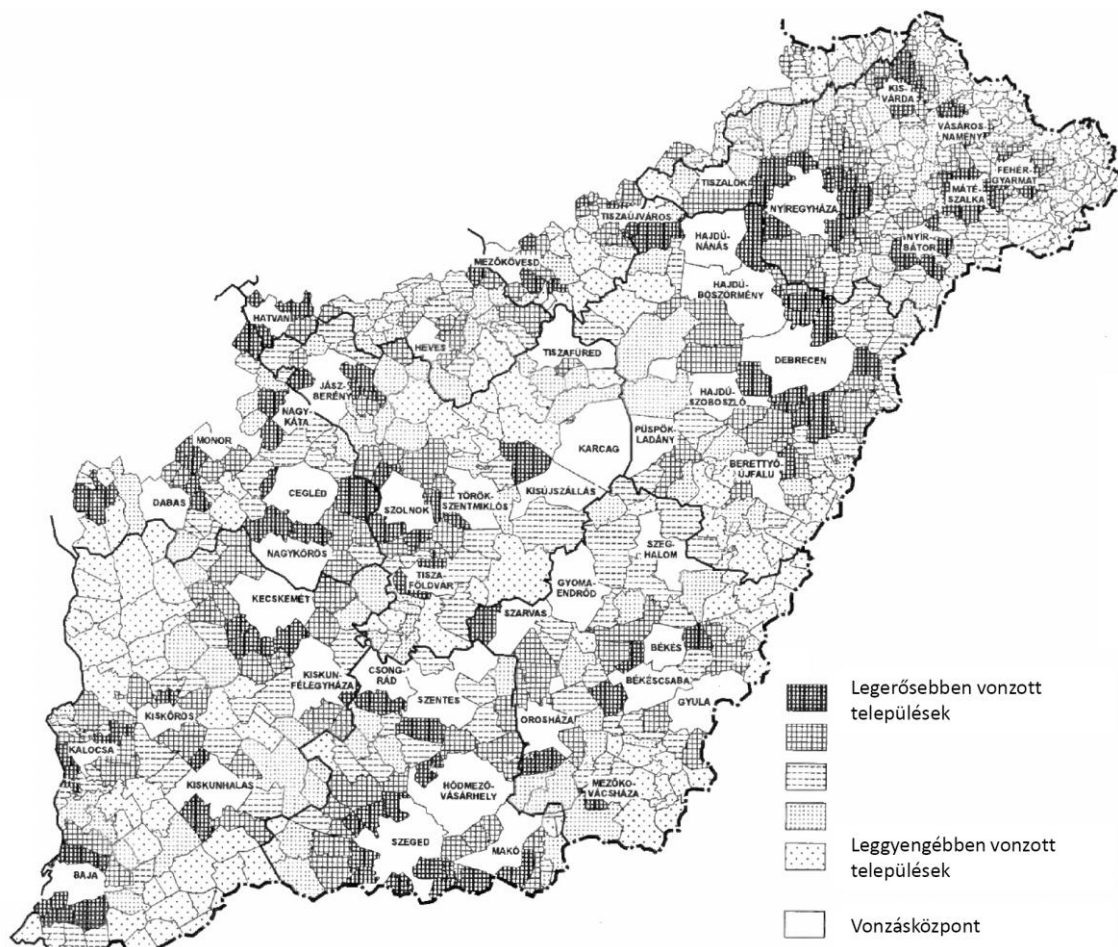 KIS-
VÁRDA
VÁSÁROS
NAMÉNY
FEHÉR-
GYARMAT
MÁTÉ-
SZALKA
TISZALÖK
NYÍREGYHÁZA
TISZAÚJVÁROS
HAJDÚ-
NÁNÁS
NYÍR-
BÁTOR
MEZŐKÖVESD
HAJDÚ-
BÖSZÖRMÉNY
HATVAN
HEVES
TISZAFÜRED
DEBRECEN
JÁSZ-
BERÉNY
HAJDÚ-
SZOBOSZLÓ
NAGY-
KÁTA
PÜSPÖK-
LADÁNY
MONOR
KARCAG
BERETTYÓ-
ÚJFALU
DABAS
CEGLÉD
SZOLNOK
TÖRÖK-
SZENTMIKLÓS
KISÚJSZÁLLÁS
NAGYKŐRÖS
SZEG-
HALOM
TISZA-
FÖLDVÁR
GYOMA-
ENDRŐD
KECSKEMÉT
SZARVAS
BÉKÉS
CSONG-
RÁD
KISKUN-
FÉLEGYHÁZA
SZENTES
BÉKÉSCSABA
GYULA
KISKŐRÖS
OROSHÁZA
KALOCSA
KISKUNHALAS
HÓDMEZŐ-
VÁSÁRHELY
MEZŐKO-
VÁCSHÁZA
SZEGED
MAKÓ
BAJA
Legerősebben vonzott
települések
Leggyengébben vonzott
települések
Vonzásközpont